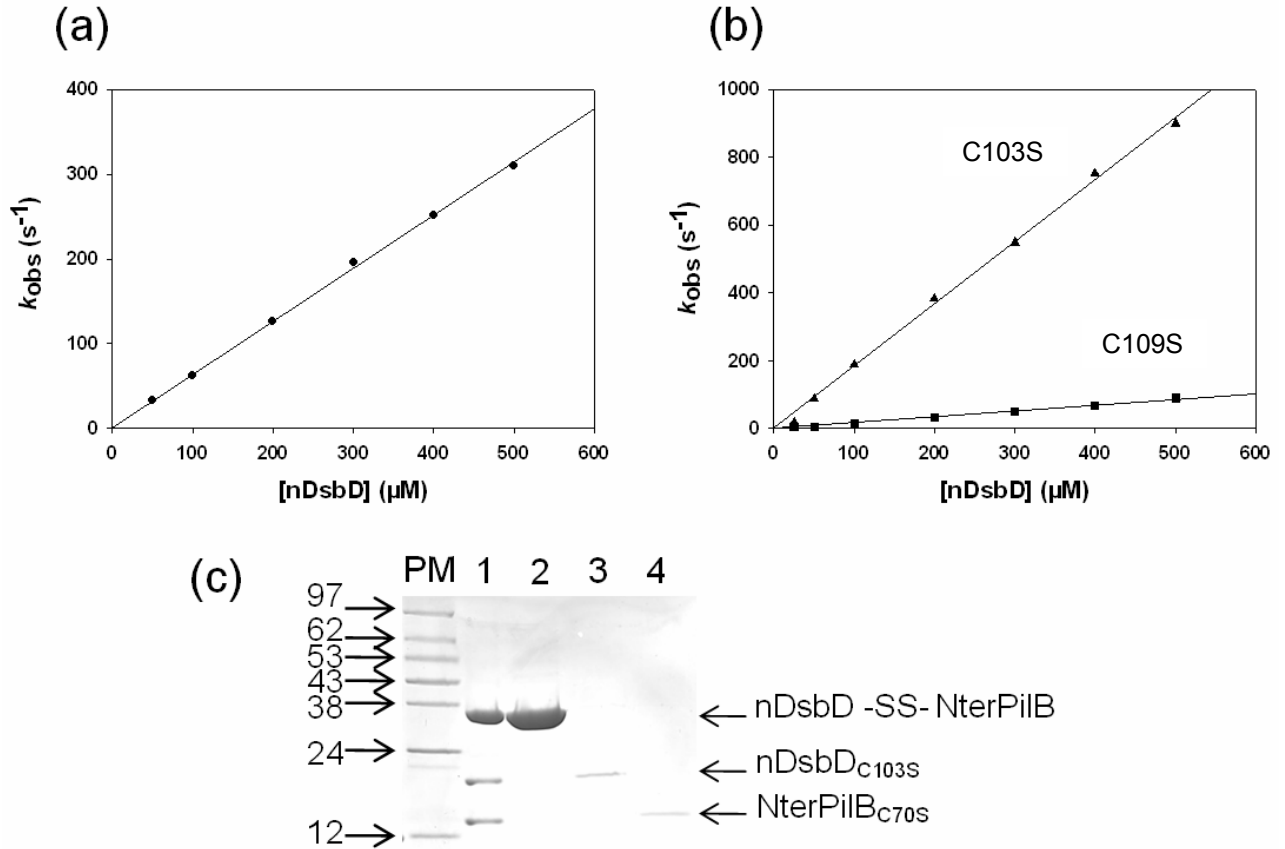 (a)
400
300
200
100
0
kobs (s-1)
0 100 200 300 400 500 600
[nDsbD] (µM)
(b)
1000
800
600
400
200
0
kobs (s-1)
C103S
C109S
0 100 200 300 400 500 600
[nDsbD] (µM)
(c)
PM 1 2 3 4
97
62
53
43
38
24
12
nDsbD -SS- NterPilB
nDsbDC103S
NterPilBC70S